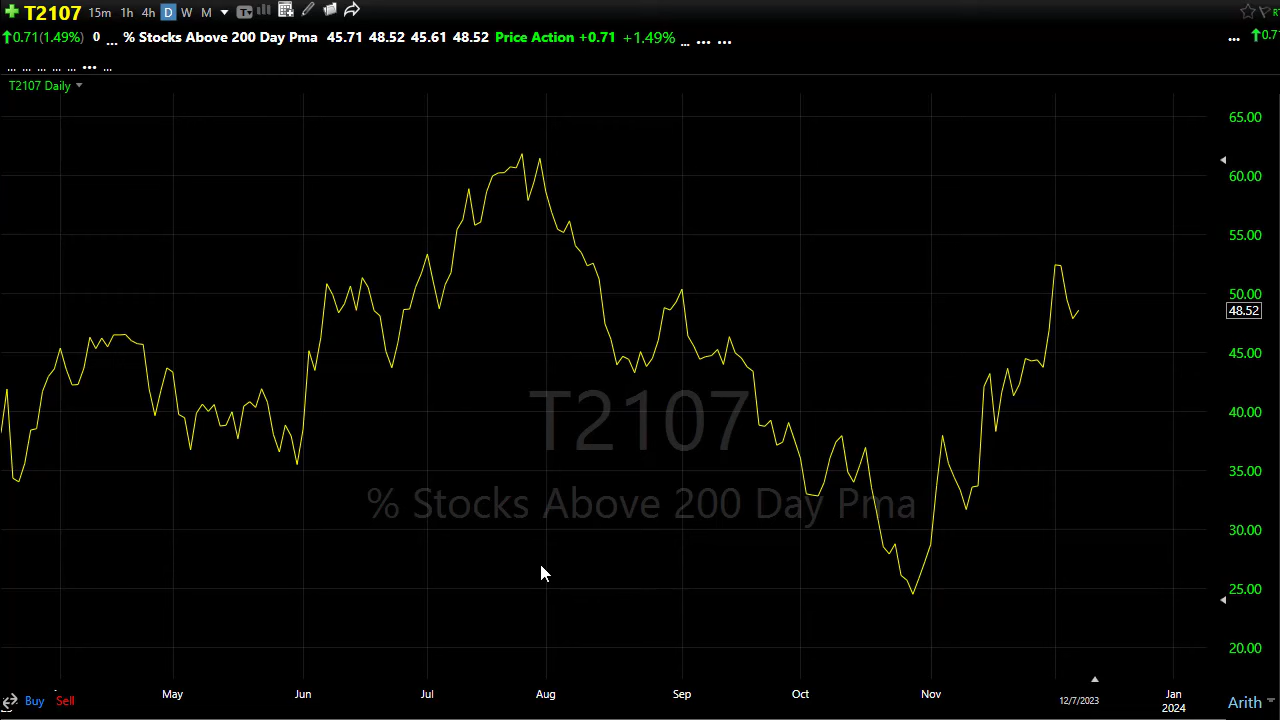 T2107 15m 1h 4h D W M T
0.71(1.49%) 0 ... % Stocks Above 200 Day Pma 45.71 48.52 45.61 48.52 Price Action +0.71 +1.49% ... ... ... ... 0.71
... ... ... ... ... ... ...
T2107 Daily
65.00
60.00
55.00
50.00
48.52
45.00
40.00
35.00
30.00
25.00
20.00
T2107
% Stocks Above 200 Day Pma
May Jun Jul Aug Sep Oct Nov 12/7/2023 Jan
2024
Buy Sell Arith